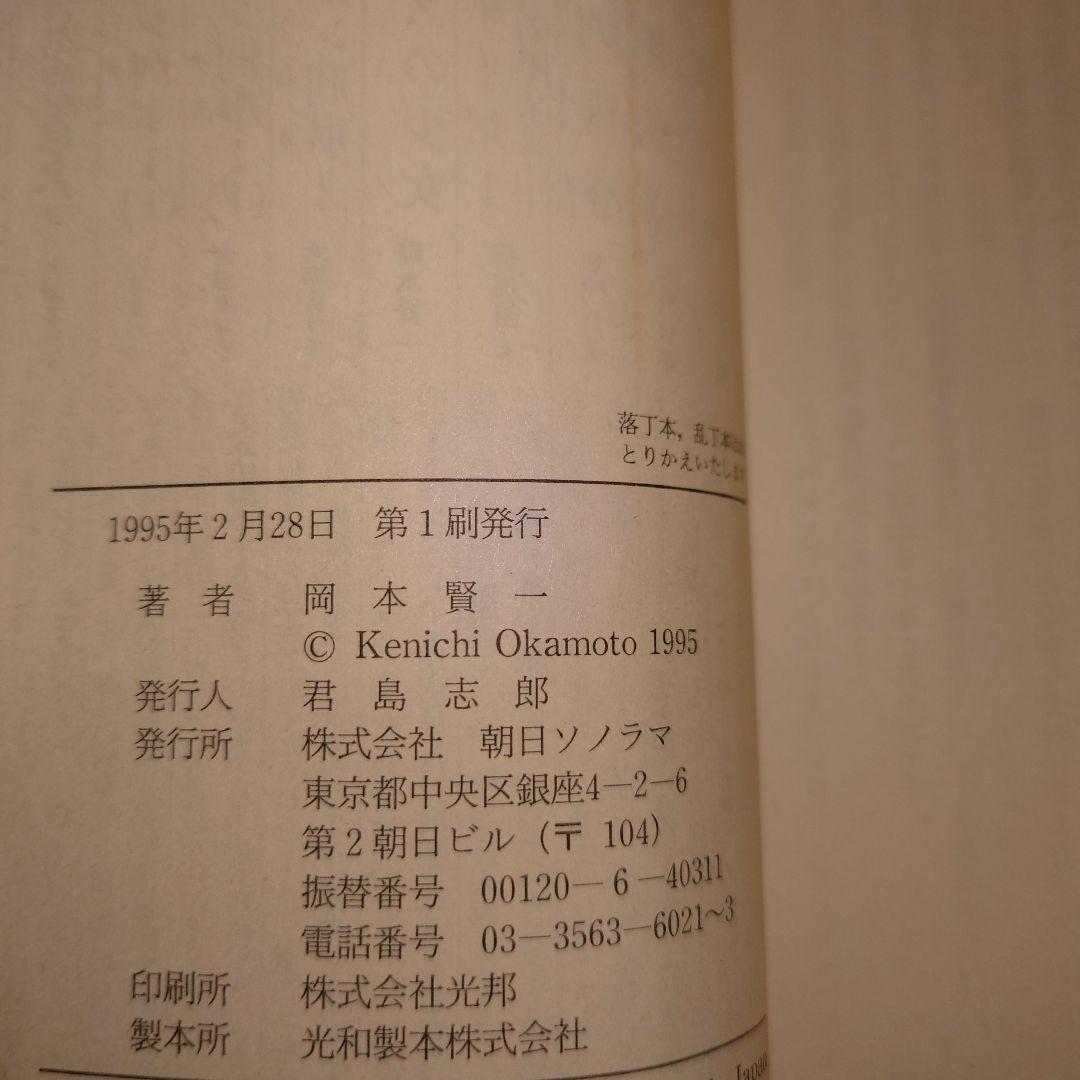 落丁本，乱丁本
とりかえいたします
1995年2月28日 第1刷発行
著者 岡本賢一
© Kenichi Okamoto 1995
発行人 君島志郎
発行所 株式会社 朝日ソノラマ
東京都中央区銀座4―2―6
第2朝日ビル（〒 104）
振替番号 00120―6―40311
電話番号 03―3563―6021〜3
印刷所 株式会社光邦
製本所 光和製本株式会社
Japan